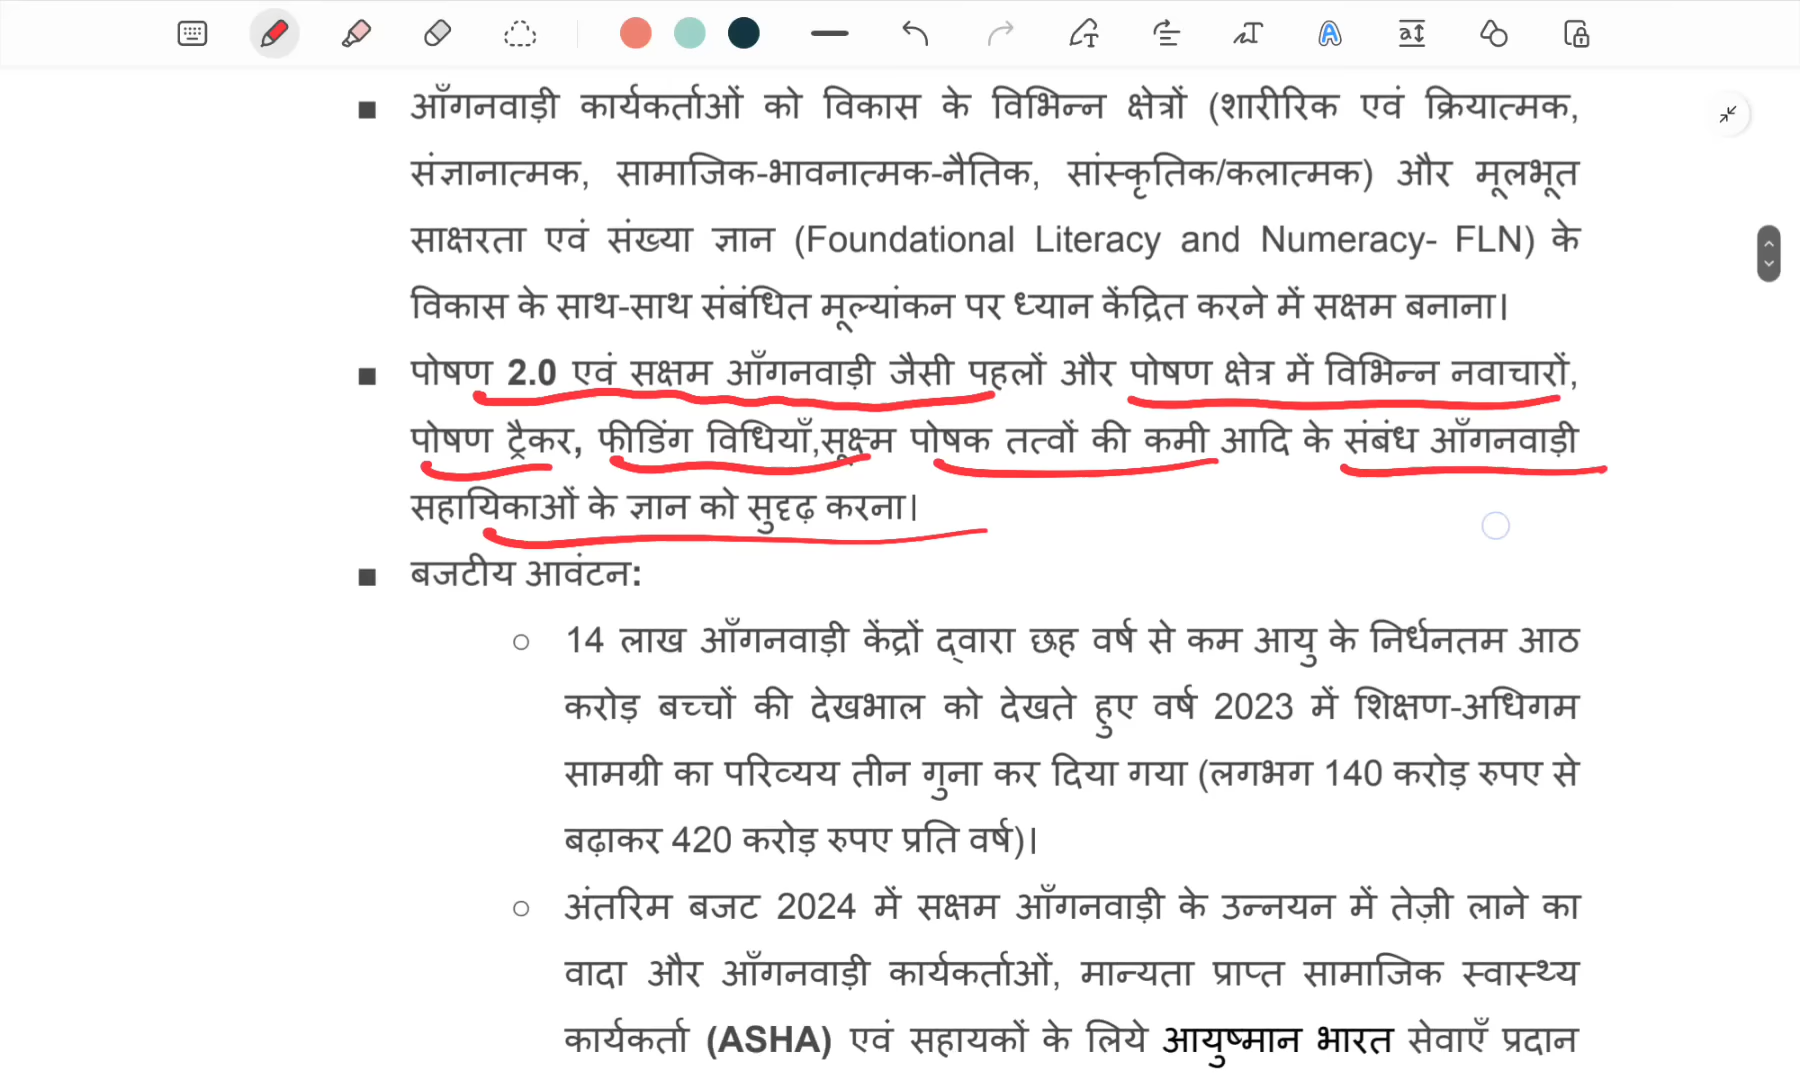 ■ आँगनवाड़ी कार्यकर्ताओं को विकास के विभिन्न क्षेत्रों (शारीरिक एवं क्रियात्मक,
संज्ञानात्मक, सामाजिक-भावनात्मक-नैतिक, सांस्कृतिक/कलात्मक) और मूलभूत
साक्षरता एवं संख्या ज्ञान (Foundational Literacy and Numeracy- FLN) के
विकास के साथ-साथ संबंधित मूल्यांकन पर ध्यान केंद्रित करने में सक्षम बनाना।
■ पोषण 2.0 एवं सक्षम आँगनवाड़ी जैसी पहलों और पोषण क्षेत्र में विभिन्न नवाचारों,
पोषण ट्रैकर, फीडिंग विधियाँ,सूक्ष्म पोषक तत्वों की कमी आदि के संबंध आँगनवाड़ी
सहायिकाओं के ज्ञान को सुदृढ़ करना।
■ बजटीय आवंटन:
○ 14 लाख आँगनवाड़ी केंद्रों द्वारा छह वर्ष से कम आयु के निर्धनतम आठ
करोड़ बच्चों की देखभाल को देखते हुए वर्ष 2023 में शिक्षण-अधिगम
सामग्री का परिव्यय तीन गुना कर दिया गया (लगभग 140 करोड़ रुपए से
बढ़ाकर 420 करोड़ रुपए प्रति वर्ष)।
○ अंतरिम बजट 2024 में सक्षम आँगनवाड़ी के उन्नयन में तेज़ी लाने का
वादा और आँगनवाड़ी कार्यकर्ताओं, मान्यता प्राप्त सामाजिक स्वास्थ्य
कार्यकर्ता (ASHA) एवं सहायकों के लिये आयुष्मान भारत सेवाएँ प्रदान